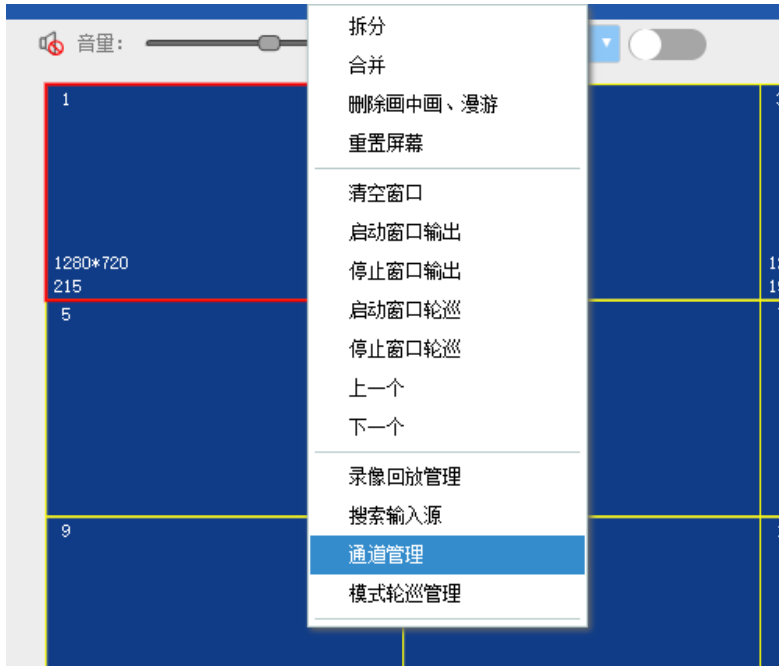 音量：
拆分
合并
删除画中画、漫游
重置屏幕
清空窗口
启动窗口输出
停止窗口输出
启动窗口轮巡
停止窗口轮巡
上一个
下一个
录像回放管理
搜索输入源
通道管理
模式轮巡管理
1
1280*720
215
5
9